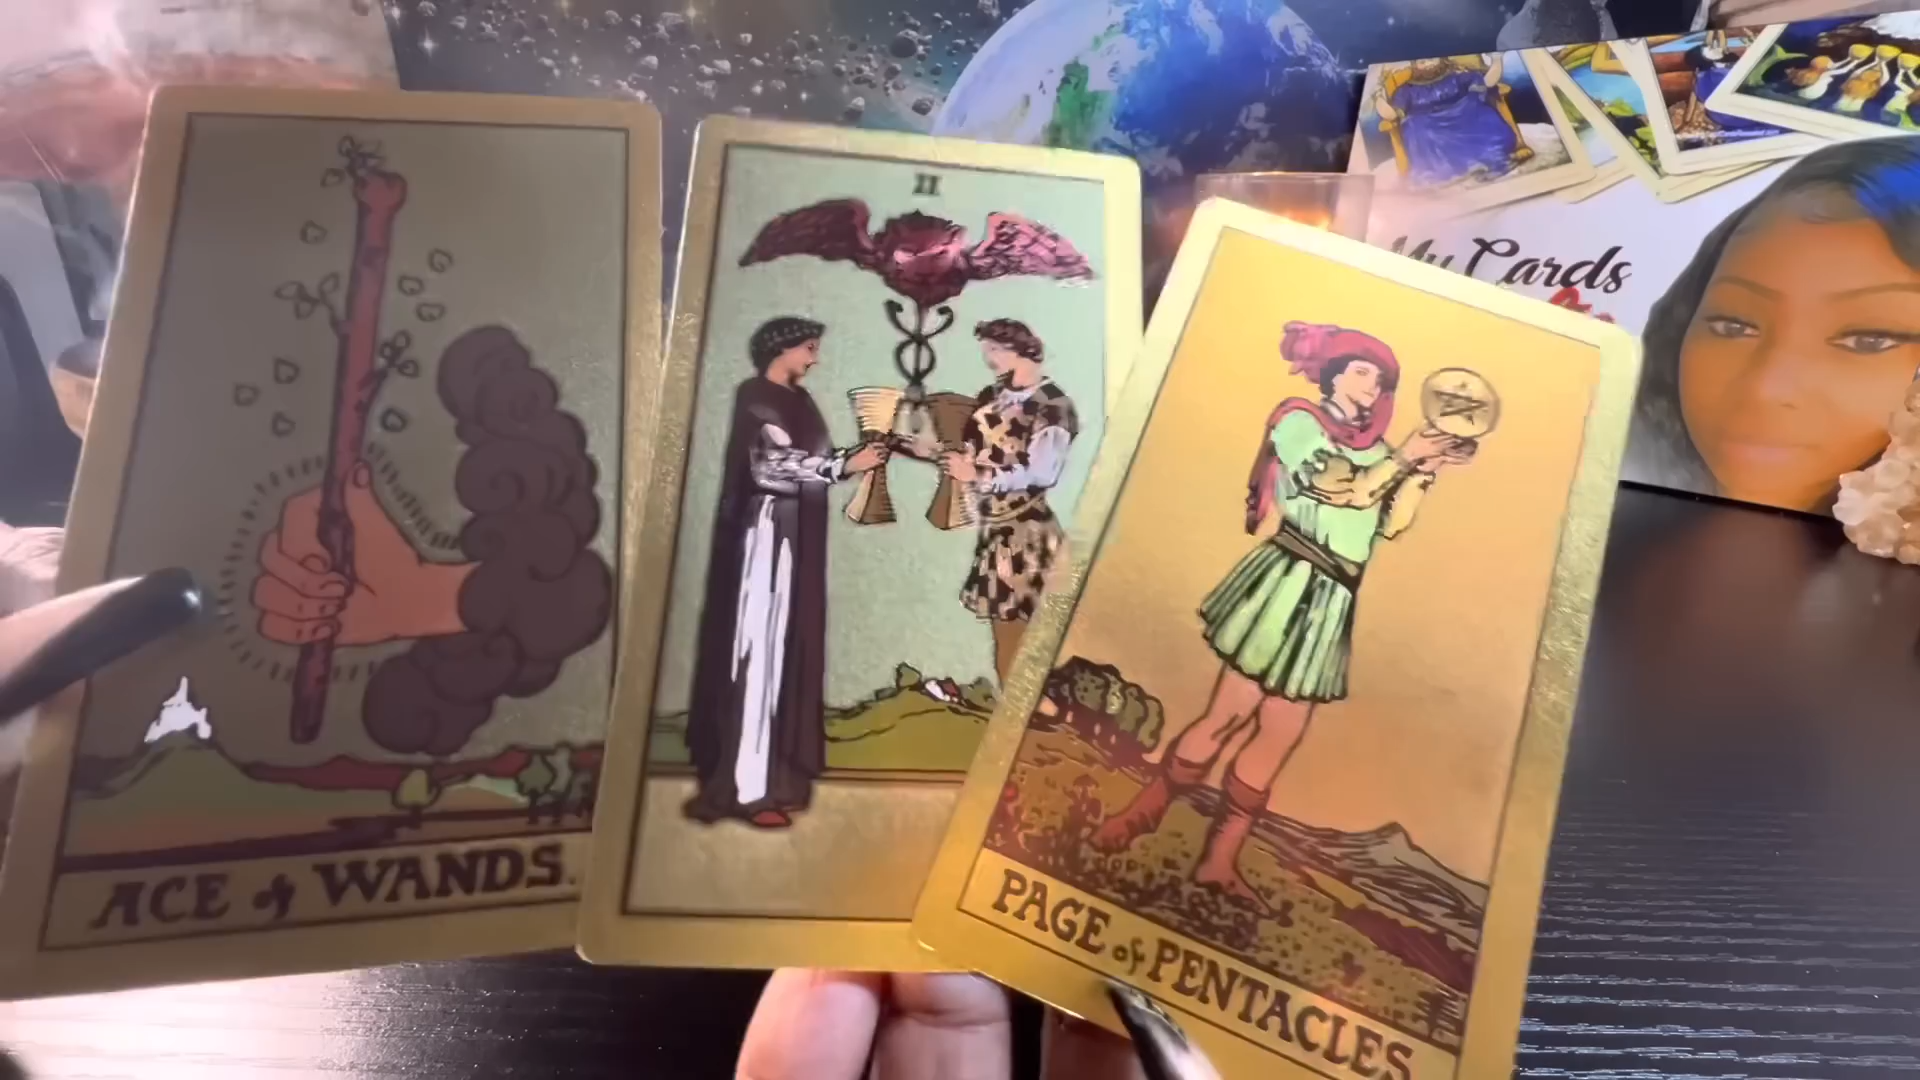 ACE of WANDS.
II
PAGE of PENTACLES
My Cards